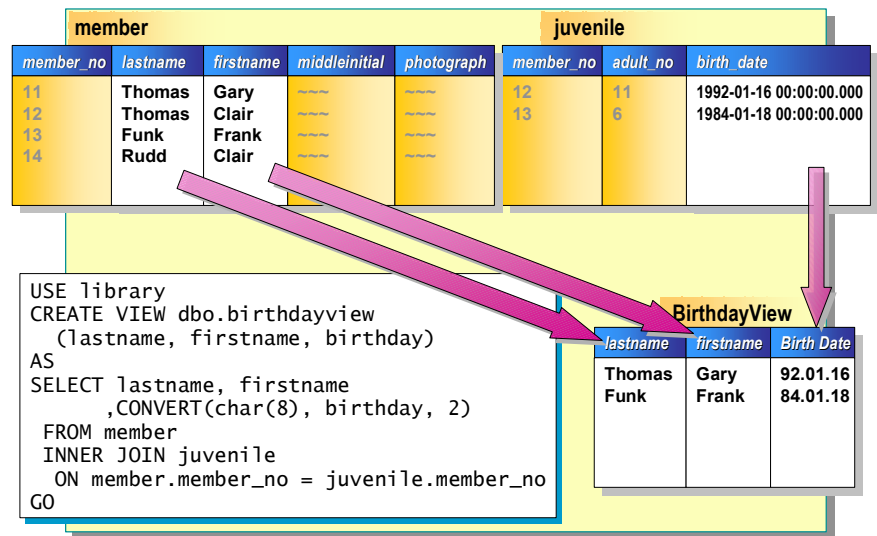 member
juvenile
member_no lastname firstname middleinitial photograph
11 Thomas Gary ~~~ ~~~
12 Thomas Clair ~~~ ~~~
13 Funk Frank ~~~ ~~~
14 Rudd Clair ~~~ ~~~
member_no adult_no birth_date
12 11 1992-01-16 00:00:00.000
13 6 1984-01-18 00:00:00.000
USE library
CREATE VIEW dbo.birthdayview
(lastname, firstname, birthday)
AS
SELECT lastname, firstname
,CONVERT(char(8), birthday, 2)
FROM member
INNER JOIN juvenile
ON member.member_no = juvenile.member_no
GO
BirthdayView
lastname firstname Birth Date
Thomas Gary 92.01.16
Funk Frank 84.01.18